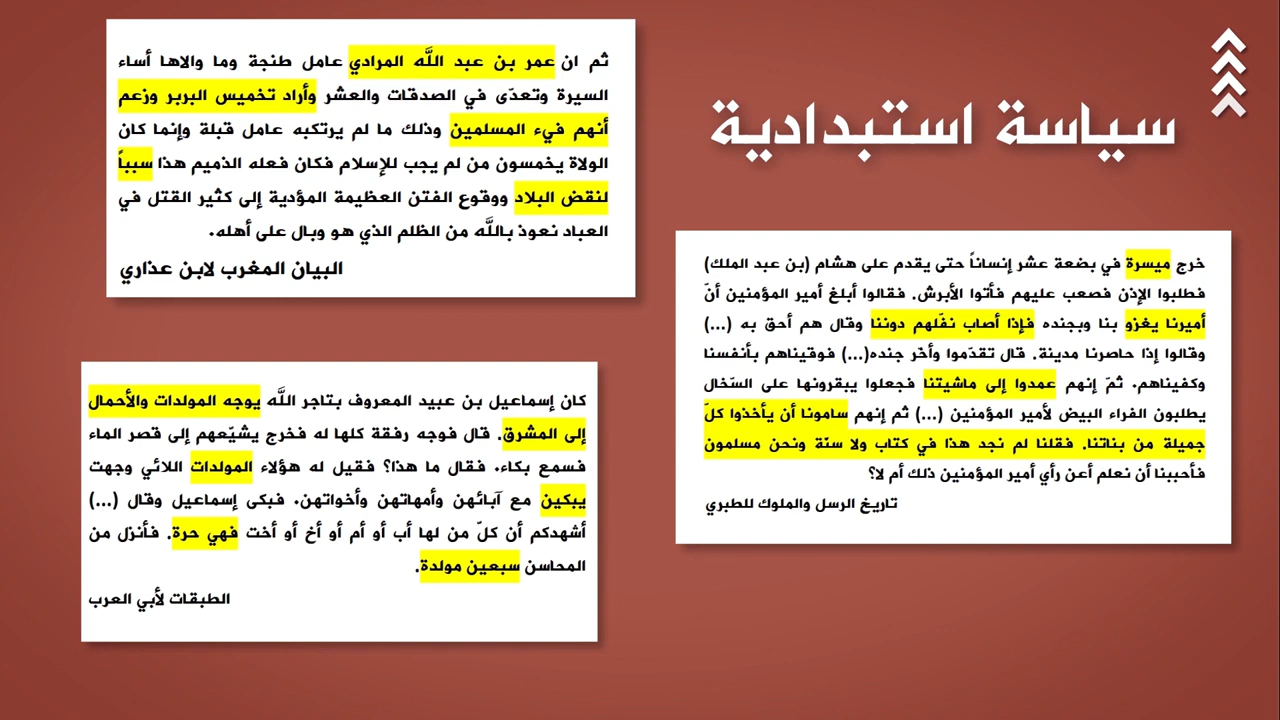 سياسة استبدادية
ثم ان عمر بن عبد اللَّه المرادي عامل طنجة وما والاها أساء
السيرة وتعدّى في الصدقات والعشر وأراد تخميس البربر وزعم
أنهم فيء المسلمين وذلك ما لم يرتكبه عامل قبلة وإنما كان
الولاة يخمسون من لم يجب للإسلام فكان فعله الذميم هذا سبباً
لنقض البلاد ووقوع الفتن العظيمة المؤدية إلى كثير القتل في
العباد نعوذ باللَّه من الظلم الذي هو وبال على أهله.
البيان المغرب لابن عذاري
خرج ميسرة في بضعة عشر إنساناً حتى يقدم على هشام (بن عبد الملك)
فطلبوا الإذن فصعب عليهم فأتوا الأبرش. فقالوا أبلغ أمير المؤمنين أنّ
أميرنا يغزو بنا وبجنده فإذا أصاب نفّلهم دوننا وقال هم أحق به (...)
وقالوا إذا حاصرنا مدينة. قال تقدّموا وأخّر جنده(...) فوقيناهم بأنفسنا
وكفيناهم. ثمّ إنهم عمدوا إلى ماشيتنا فجعلوا يبقرونها على السّخال
يطلبون الفراء البيض لأمير المؤمنين (...) ثم إنهم سامونا أن يأخذوا كلّ
جميلة من بناتنا. فقلنا لم نجد هذا في كتاب ولا سنّة ونحن مسلمون
فأحببنا أن نعلم أعن رأي أمير المؤمنين ذلك أم لا؟
تاريخ الرسل والملوك للطبري
كان إسماعيل بن عبيد المعروف بتاجر اللَّه يوجه المولدات والأحمال
إلى المشرق. قال فوجه رفقة كلها له فخرج يشيّعهم إلى قصر الماء
فسمع بكاء. فقال ما هذا؟ فقيل له هؤلاء المولدات اللائي وجهت
يبكين مع آبائهن وأمهاتهن وأخواتهن. فبكى إسماعيل وقال (...)
أشهدكم أن كلّ من لها أب أو أم أو أخ أو أخت فهي حرة. فأنزل من
المحاسن سبعين مولدة.
الطبقات لأبي العرب